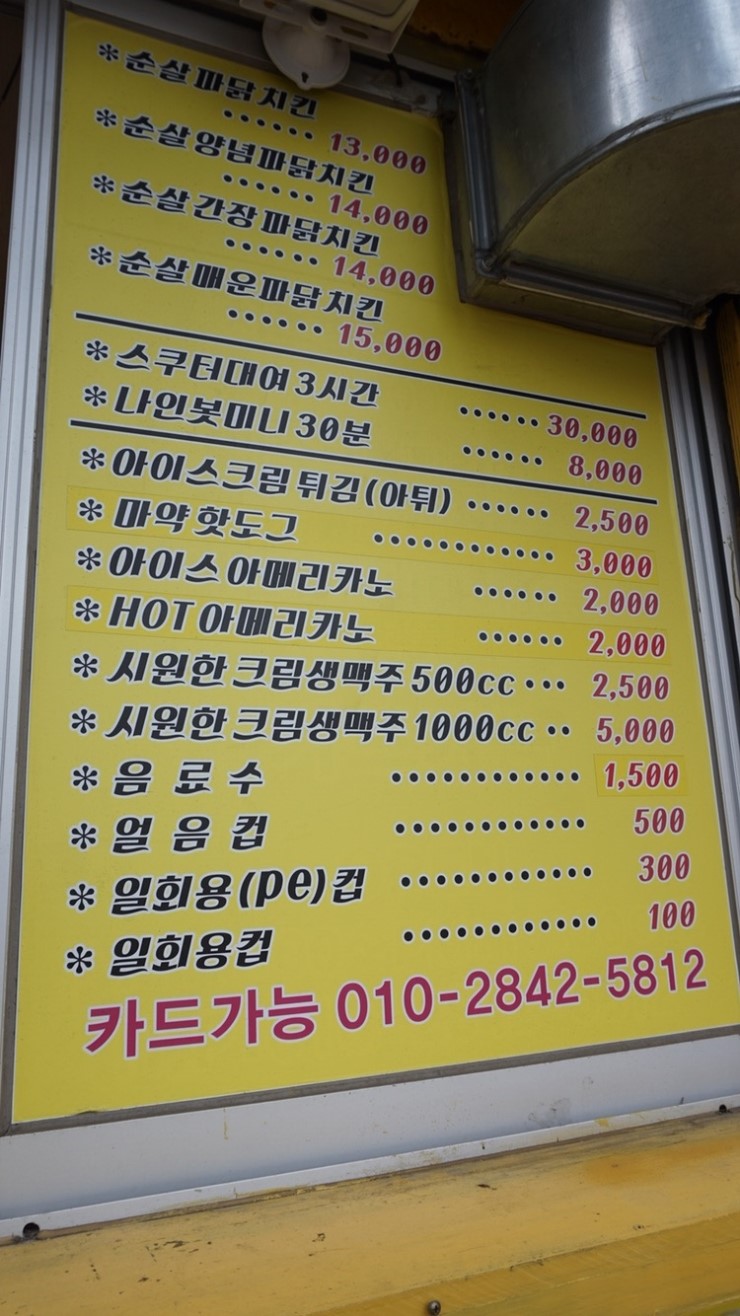 *순살파닭치킨
...... 13,000
*순살양념파닭치킨
...... 14,000
*순살간장파닭치킨
...... 14,000
*순살매운파닭치킨
...... 15,000
*스쿠터대여 3시간 ...... 30,000
*나인봇미니 30분 ...... 8,000
*아이스크림 튀김 (아튀) ...... 2,500
* 마약 핫도그 ............ 3,000
*아이스 아메리카노 ...... 2,000
* HOT 아메리카노 ...... 2,000
* 시원한 크림생맥주 500cc ... 2,500
* 시원한 크림생맥주 1000cc .. 5,000
* 음 료 수 ............ 1,500
* 얼 음 컵 ............ 500
* 일회용 (pe) 컵 ............ 300
* 일회용컵 ............ 100
카드가능 010-2842-5812